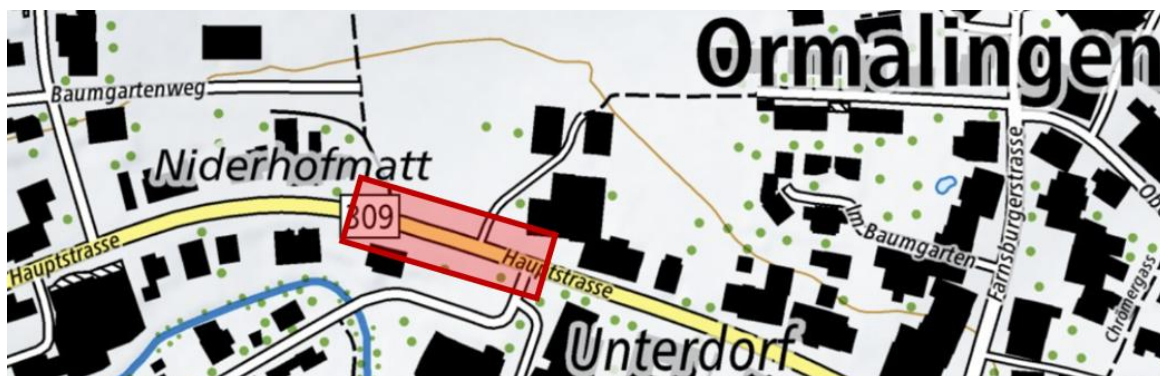 Ormalingen
Baumgartenweg
Niderhofmatt
309
Hauptstrasse
Hauptstrasse
Im Baumgarten
Farnsburgerstrasse
Chrömergass
Unterdorf